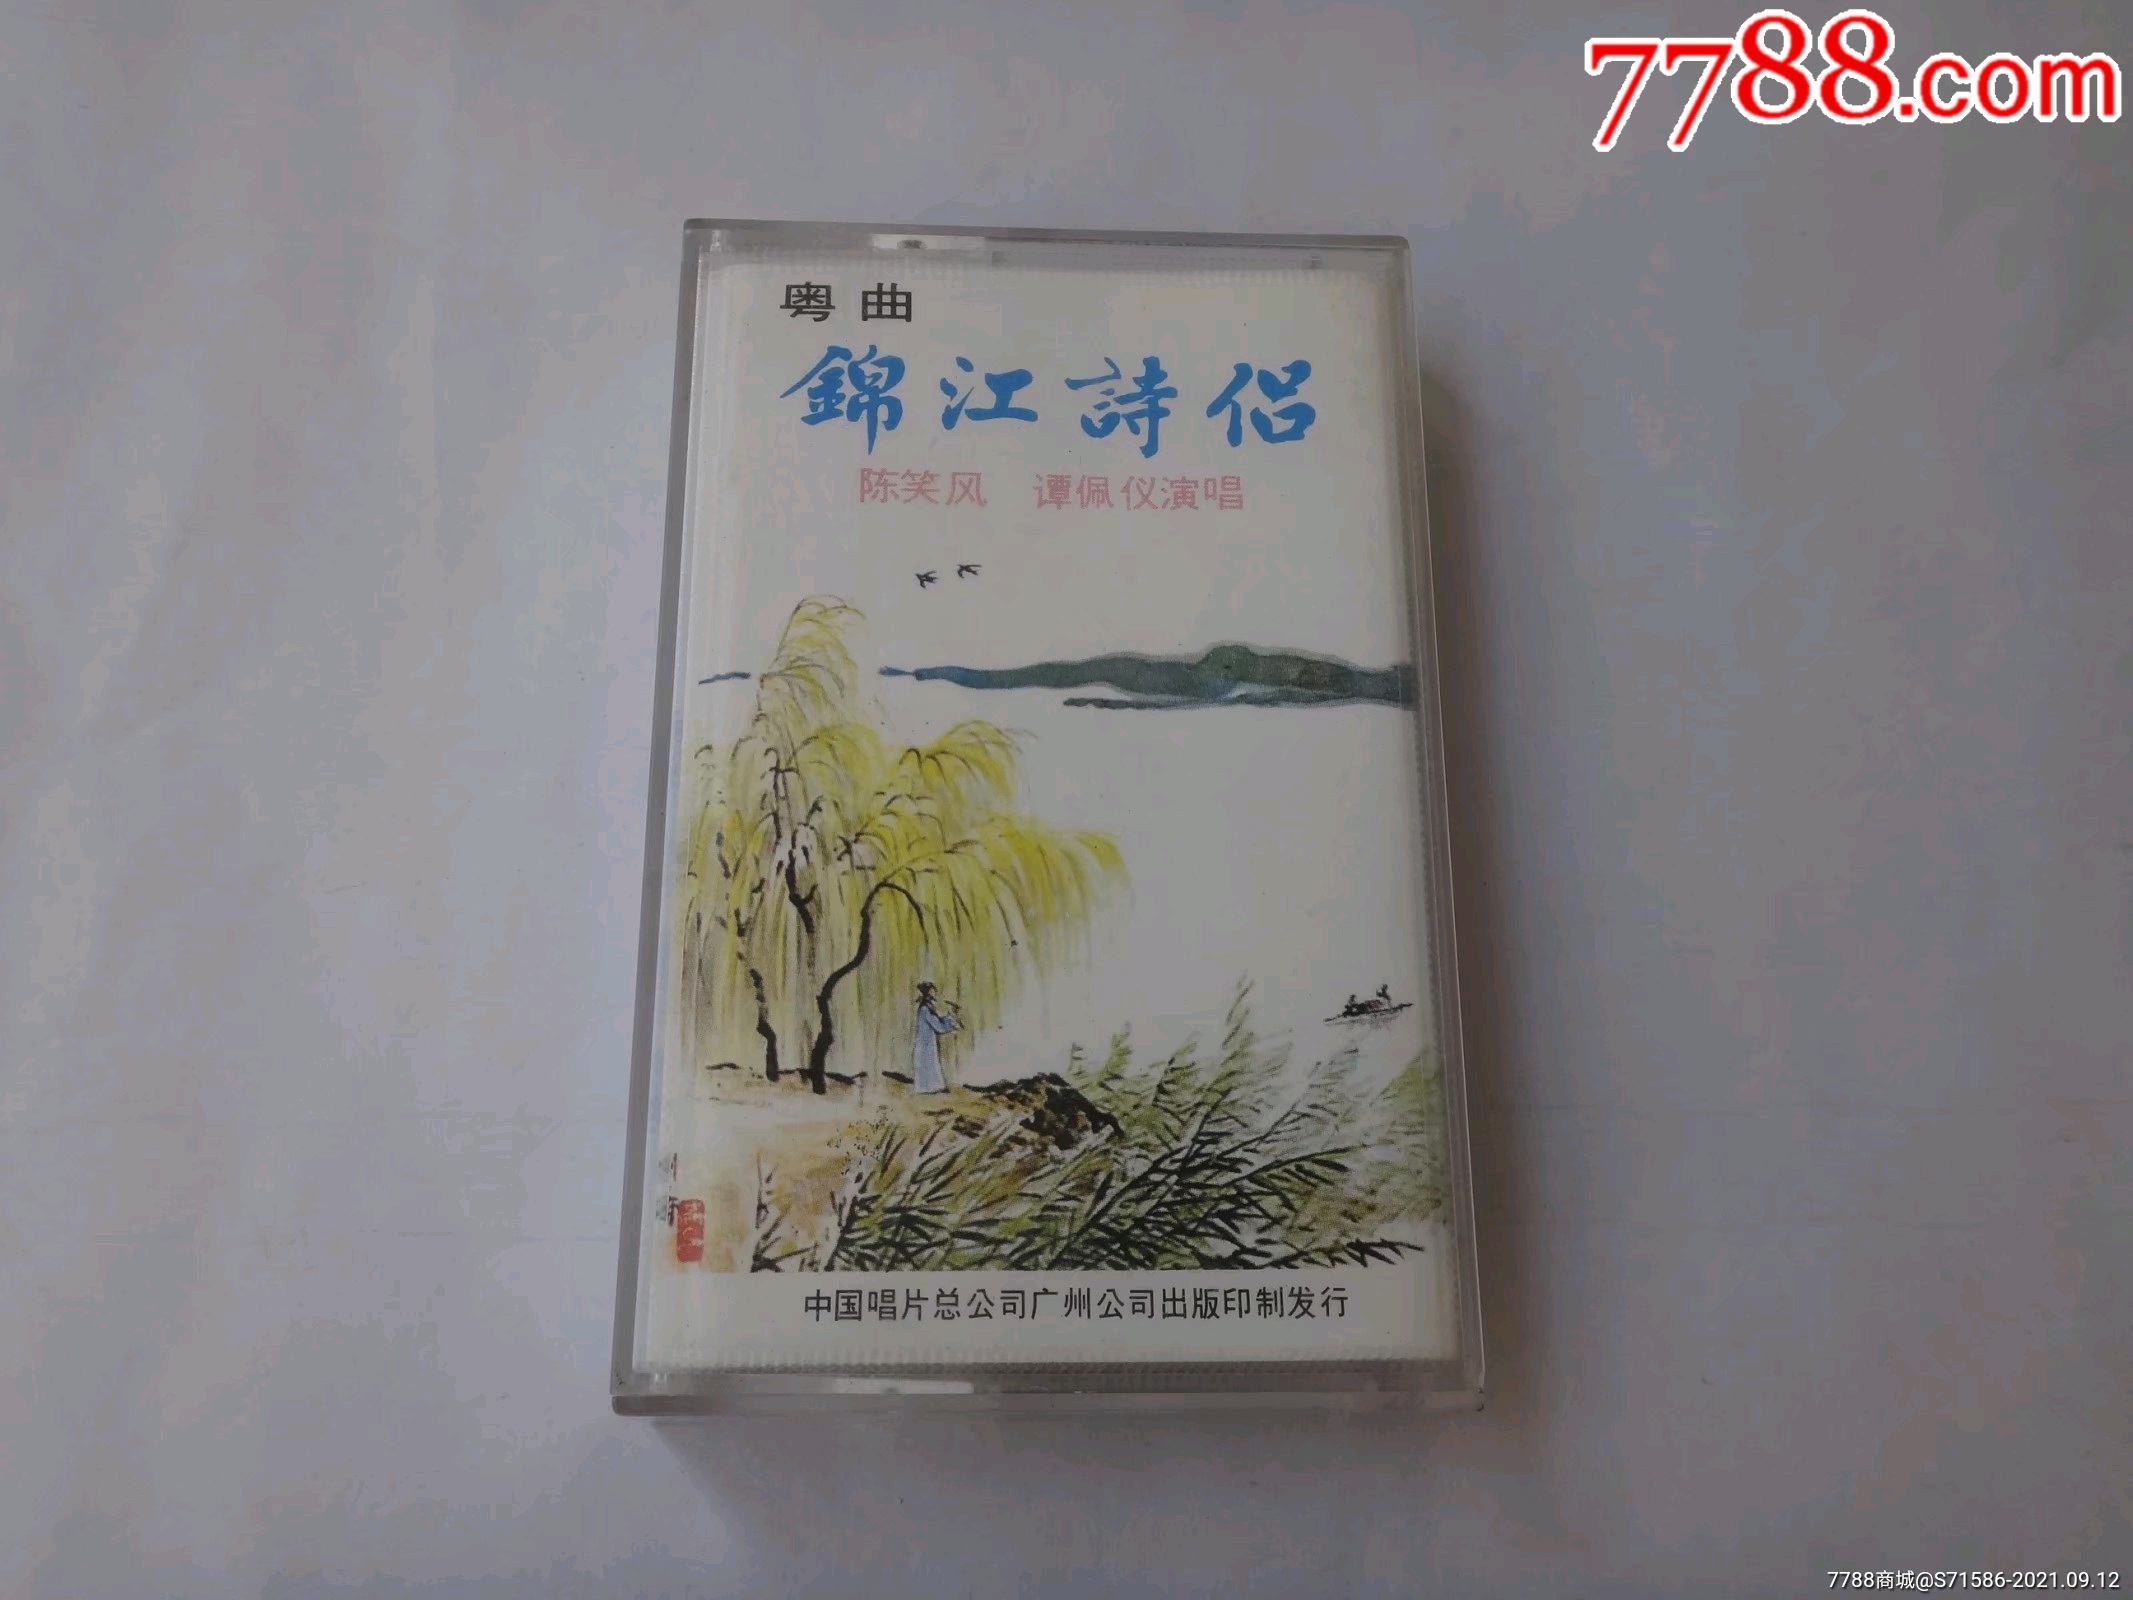 7788.com
粤曲
錦江詩侣
陈笑风 谭佩仪演唱
中国唱片总公司广州公司出版印制发行
7788商城@S71586-2021.09.12